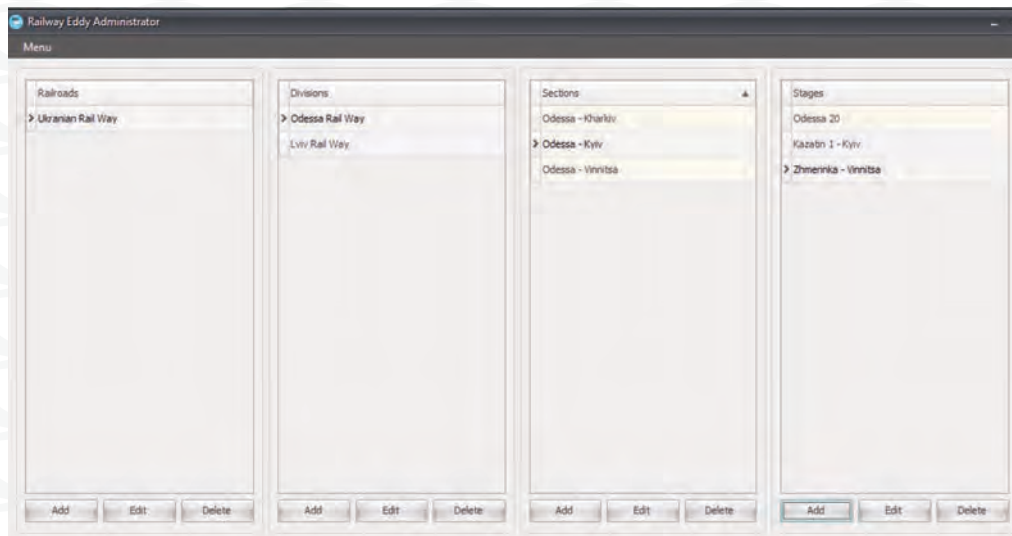 Railway Eddy Administrator
Menu
Railroads
Ukranian Rail Way
Add Edit Delete
Divisions
Odessa Rail Way
Lviv Rail Way
Add Edit Delete
Sections
Odessa - Kharkiv
Odessa - Kyiv
Odessa - Vinnitsa
Add Edit Delete
Stages
Odessa 20
Kazatin 1 - Kyiv
Zhmerinka - Vinnitsa
Add Edit Delete